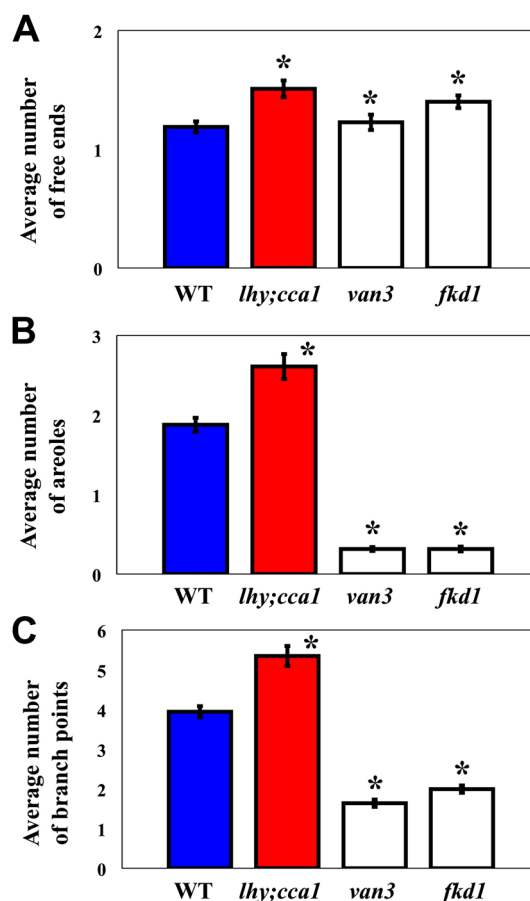 A
Average number
of free ends
2
1
0
*
*
*
WT lhy;cca1 van3 fkd1
B
Average number
of areoles
3
2
1
0
*
*
*
WT lhy;cca1 van3 fkd1
C
Average number
of branch points
6
5
4
3
2
1
0
*
*
*
WT lhy;cca1 van3 fkd1